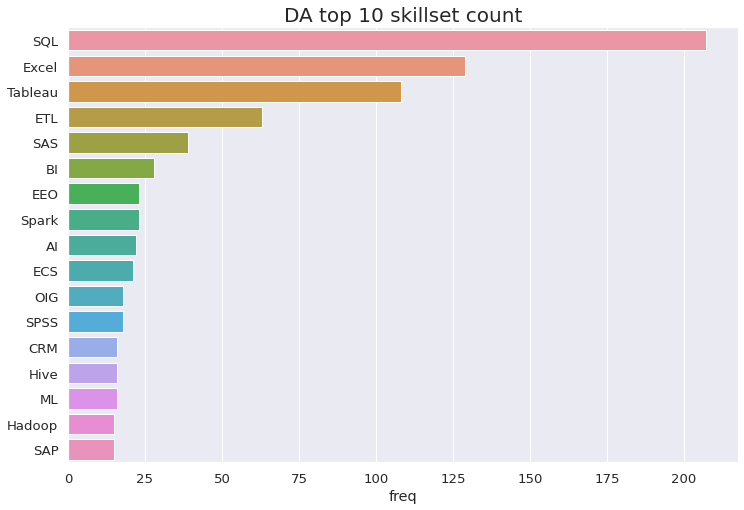 DA top 10 skillset count
SQL
Excel
Tableau
ETL
SAS
BI
EEO
Spark
AI
ECS
OIG
SPSS
CRM
Hive
ML
Hadoop
SAP
0 25 50 75 100 125 150 175 200
freq